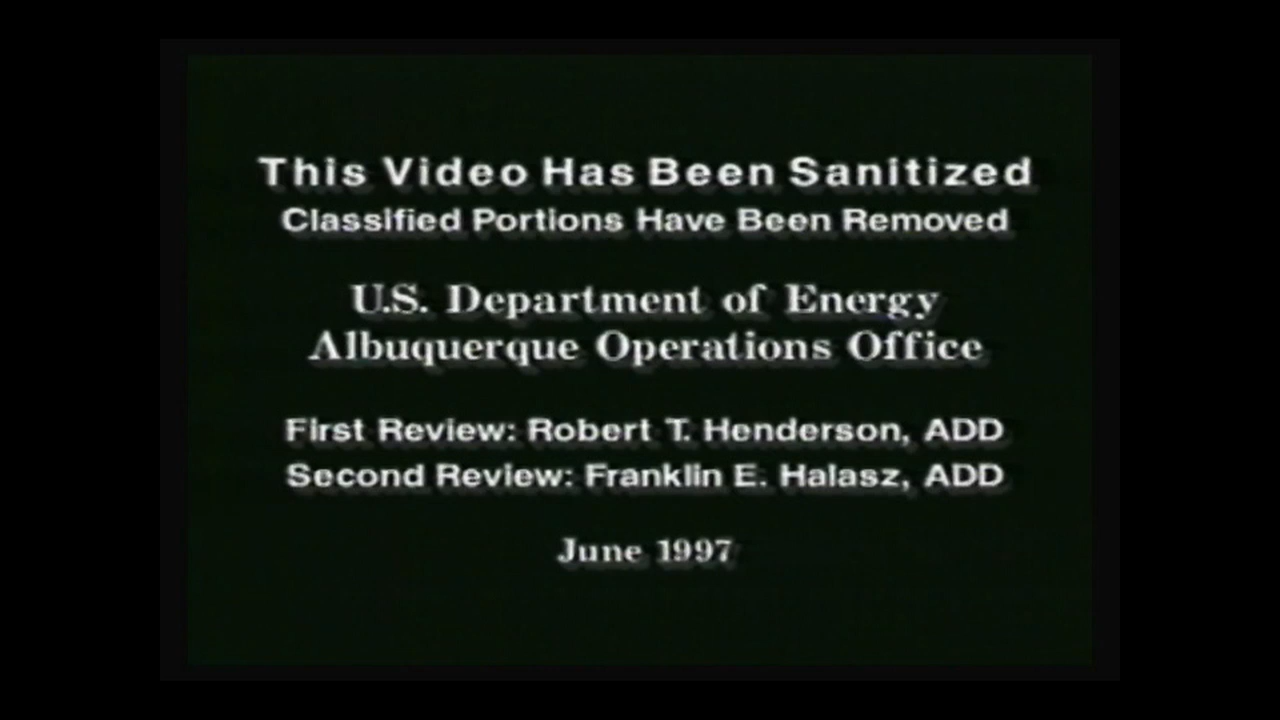 This Video Has Been Sanitized
Classified Portions Have Been Removed
U.S. Department of Energy
Albuquerque Operations Office
First Review: Robert T. Henderson, ADD
Second Review: Franklin E. Halasz, ADD
June 1997